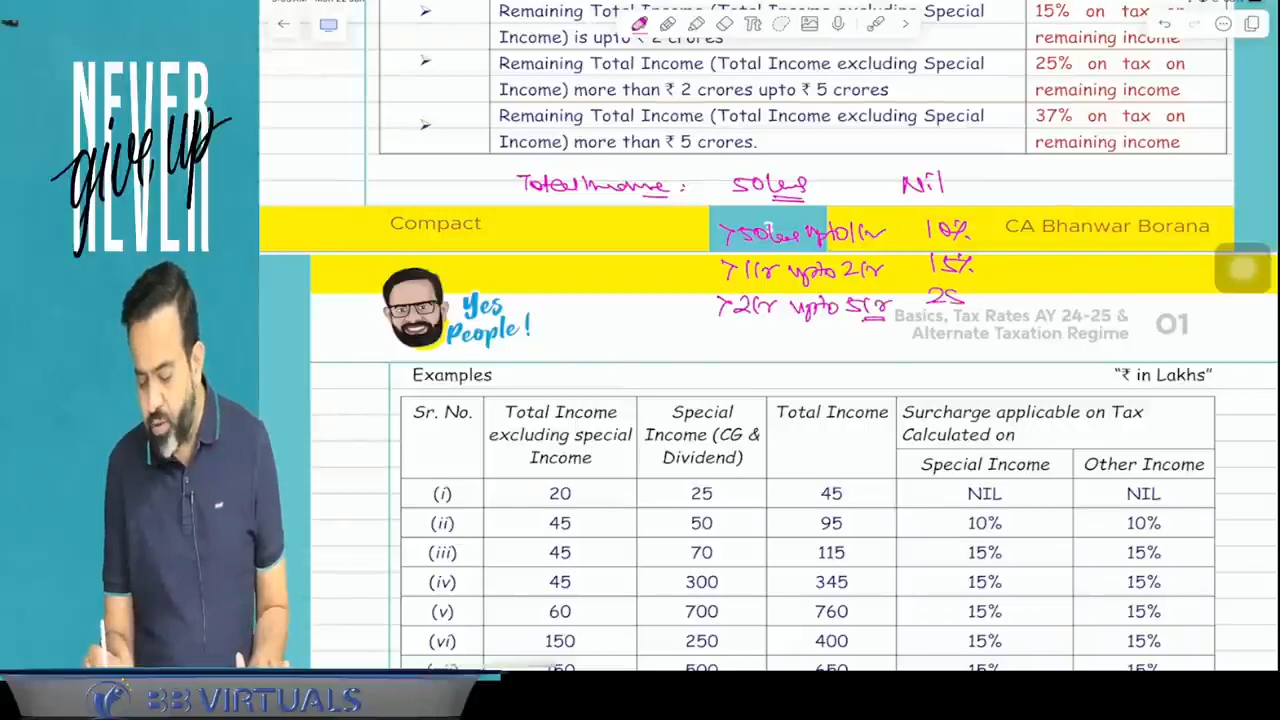 NEVER
give up
NEVER
Remaining Total Income (Total Income excluding Special
Income) is upto ₹ 2 crores
15% on tax on
remaining income
Remaining Total Income (Total Income excluding Special
Income) more than ₹ 2 crores upto ₹ 5 crores
25% on tax on
remaining income
Remaining Total Income (Total Income excluding Special
Income) more than ₹ 5 crores.
37% on tax on
remaining income
Total Income : 50 lacs Nil
Compact
CA Bhanwar Borana
>50 lacs upto 1cr 10%
>1cr upto 2cr 15%
>2cr upto 5cr 25
Yes
People!
Basics, Tax Rates AY 24-25 &
Alternate Taxation Regime
01
Examples
"₹ in Lakhs"
Sr. No. Total Income excluding special Income Special Income (CG & Dividend) Total Income Surcharge applicable on Tax Calculated on
Special Income Other Income
(i) 20 25 45 NIL NIL
(ii) 45 50 95 10% 10%
(iii) 45 70 115 15% 15%
(iv) 45 300 345 15% 15%
(v) 60 700 760 15% 15%
(vi) 150 250 400 15% 15%
500 650 15% 15%
BB VIRTUALS